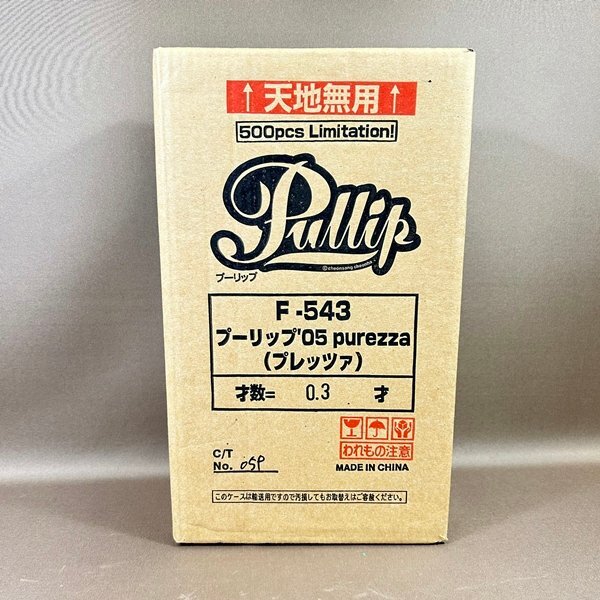 ↑天地無用↑
500pcs Limitation!
Pullip
©cheonsang cheonha
プーリップ
F-543
プーリップ'05 purezza
(プレッツァ)
才数= 0.3 才
われもの注意
C/T
No. 059
MADE IN CHINA
このケースは輸送用ですので汚損してもお取替えはご容赦ください。